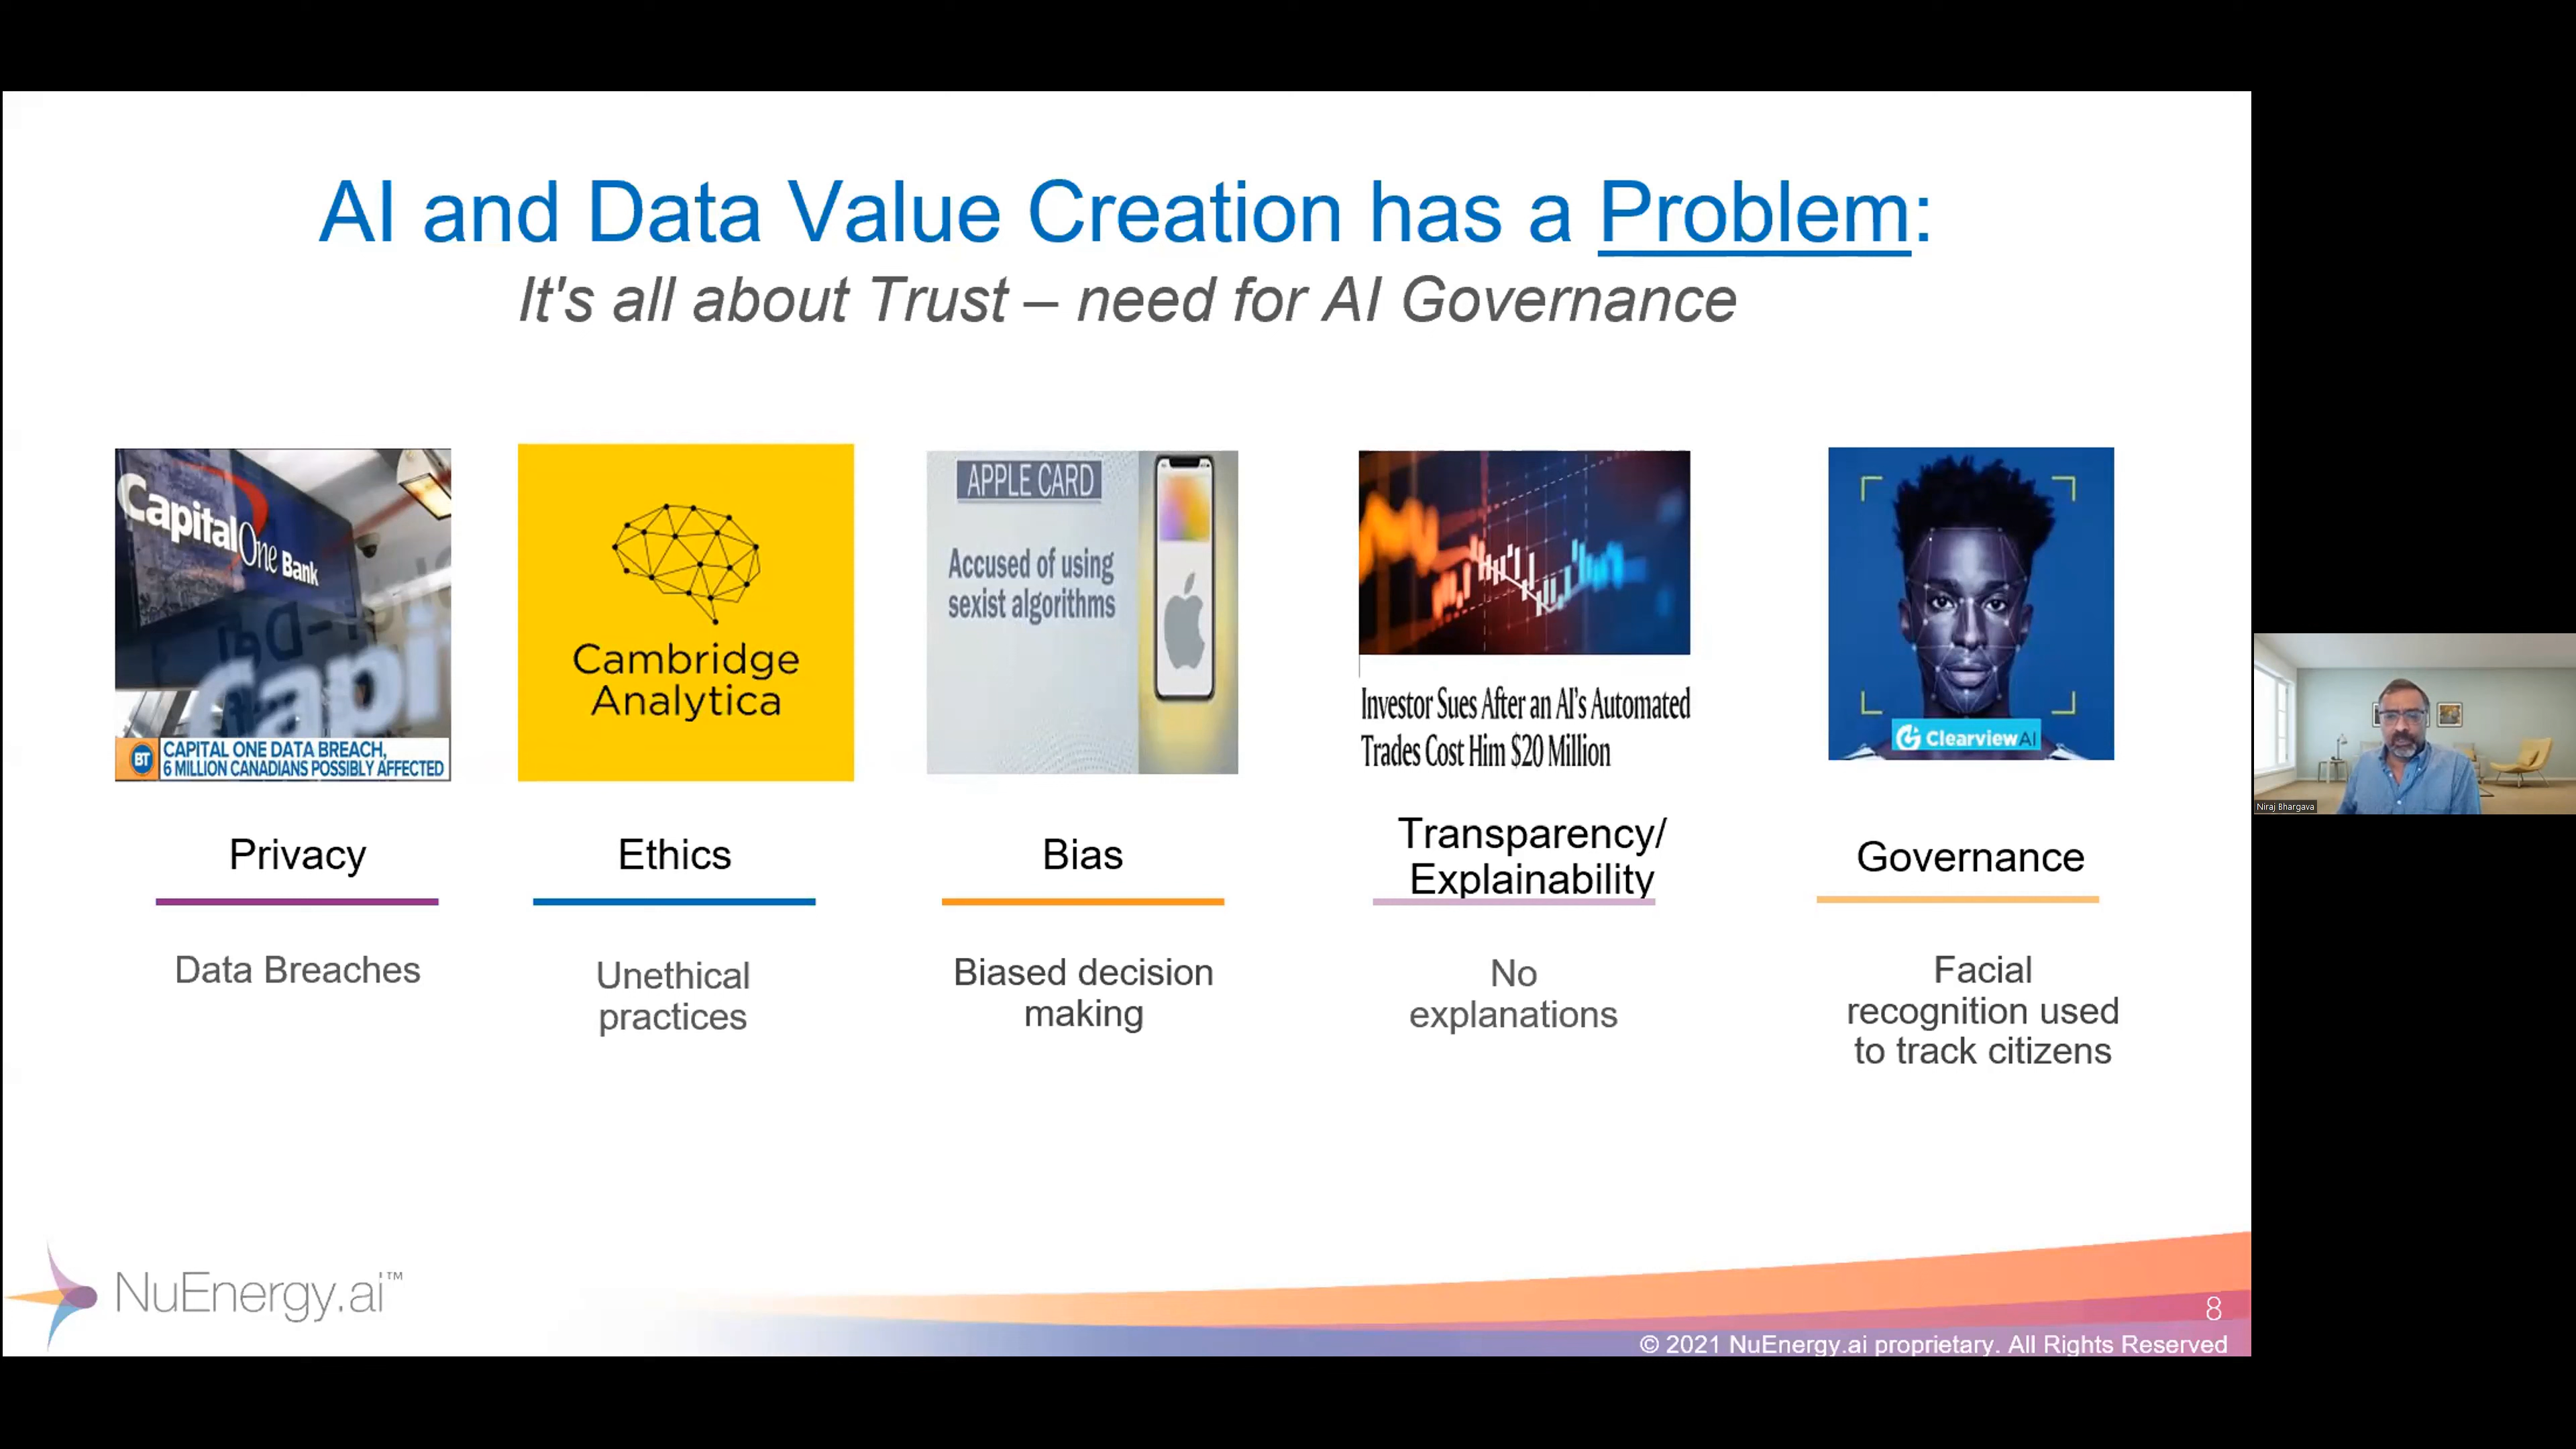 AI and Data Value Creation has a Problem:
It's all about Trust – need for AI Governance
Capital One Bank
Capi
BT
CAPITAL ONE DATA BREACH,
6 MILLION CANADIANS POSSIBLY AFFECTED
Privacy
Data Breaches
Cambridge
Analytica
Ethics
Unethical
practices
APPLE CARD
Accused of using
sexist algorithms
Bias
Biased decision
making
Investor Sues After an AI's Automated
Trades Cost Him $20 Million
Transparency/
Explainability
No
explanations
Clearview AI
Governance
Facial
recognition used
to track citizens
Niraj Bhargava
NuEnergy.ai™
8
© 2021 NuEnergy.ai proprietary. All Rights Reserved